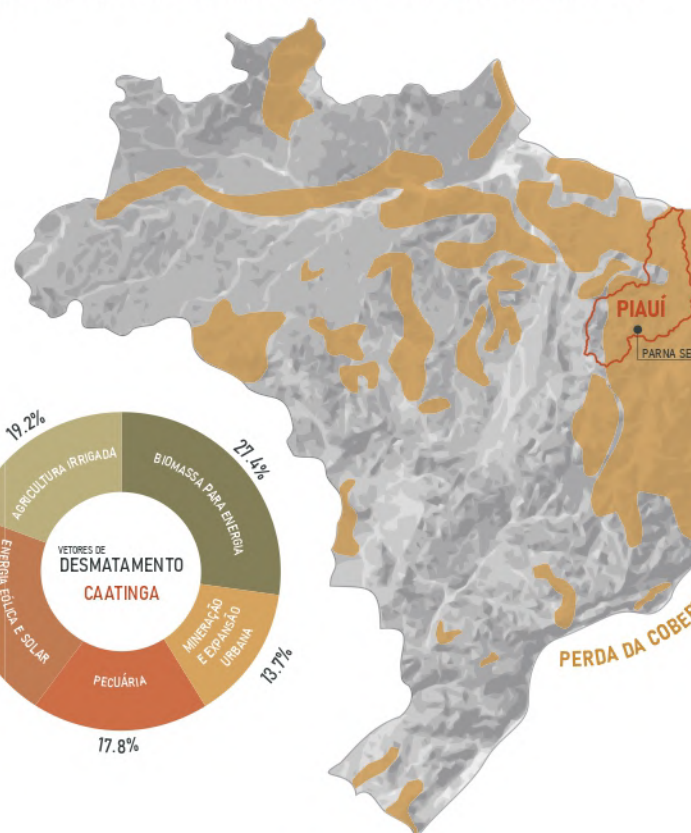 PIAUÍ
PARNA SE
19.2%
27.4%
AGRICULTURA IRRIGADA
BIOMASSA PARA ENERGIA
VETORES DE
DESMATAMENTO
CAATINGA
ENERGIA EÓLICA E SOLAR
MINERAÇÃO
E EXPANSÃO
URBANA
13.7%
PECUÁRIA
17.8%
PERDA DA COBER